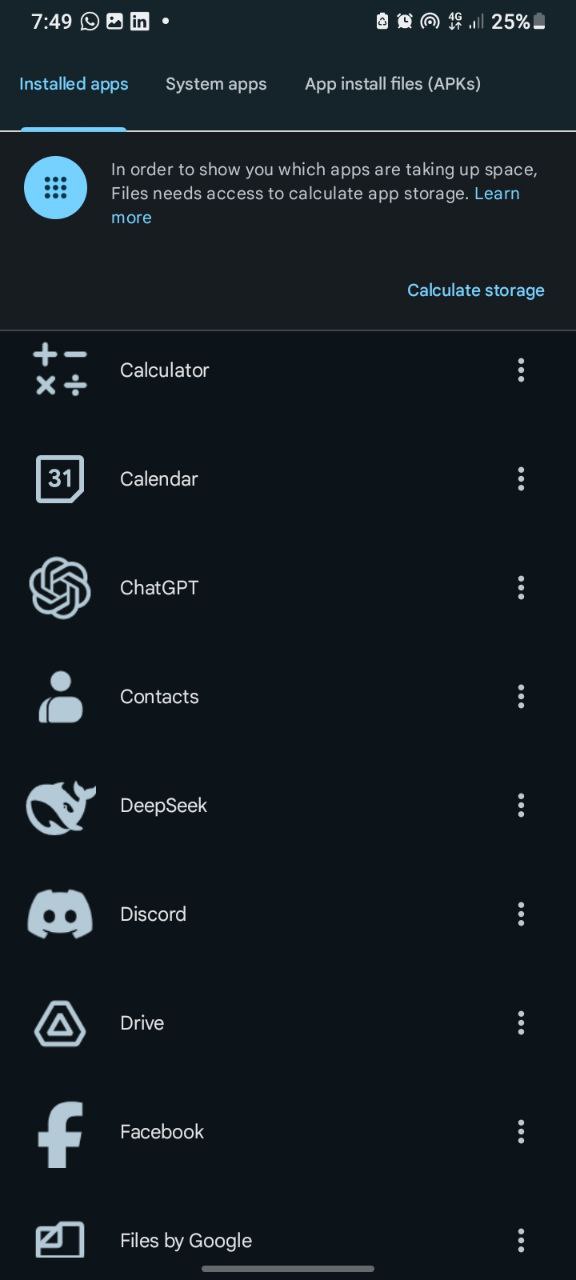 7:49 4G 25%
Installed apps System apps App install files (APKs)
In order to show you which apps are taking up space,
Files needs access to calculate app storage. Learn
more
Calculate storage
Calculator
31 Calendar
ChatGPT
Contacts
DeepSeek
Discord
Drive
Facebook
Files by Google